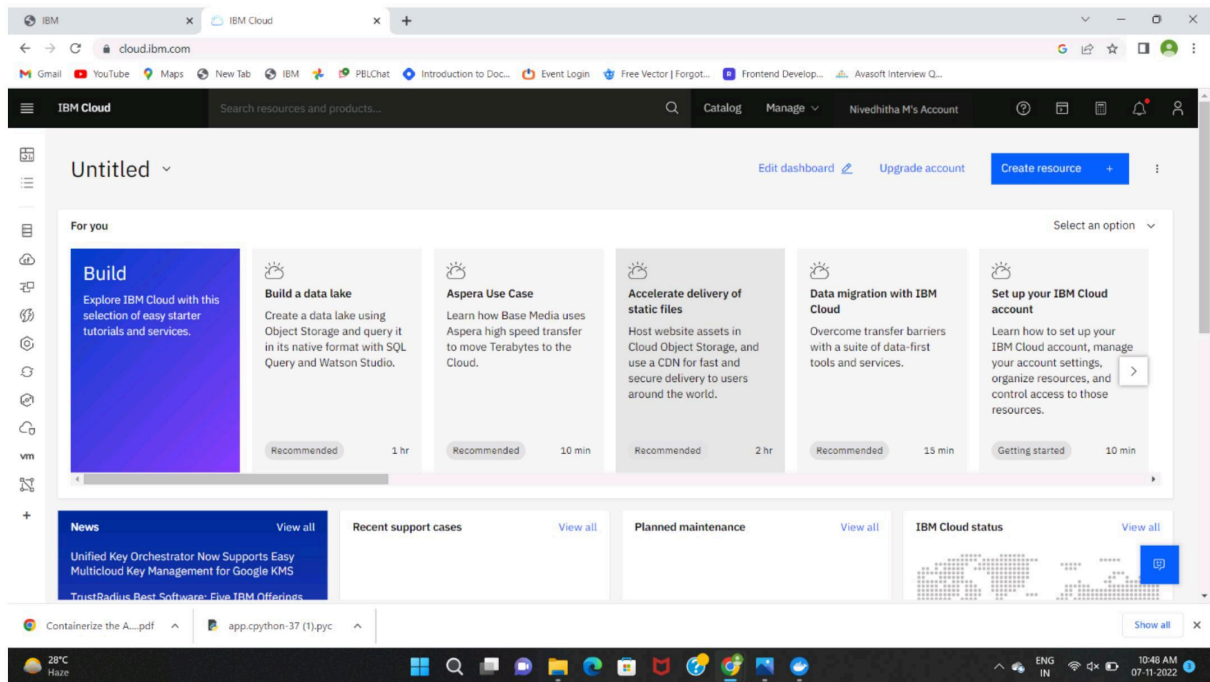 IBM
IBM Cloud
cloud.ibm.com
Gmail
YouTube
Maps
New Tab
IBM
PBLChat
Introduction to Doc...
Event Login
Free Vector | Forgot...
Frontend Develop...
Avasoft Interview Q...
IBM Cloud
Search resources and products...
Catalog
Manage
Nivedhitha M's Account
Untitled
Edit dashboard
Upgrade account
Create resource +
For you
Select an option
Build
Explore IBM Cloud with this
selection of easy starter
tutorials and services.
Build a data lake
Create a data lake using
Object Storage and query it
in its native format with SQL
Query and Watson Studio.
Recommended
1 hr
Aspera Use Case
Learn how Base Media uses
Aspera high speed transfer
to move Terabytes to the
Cloud.
Recommended
10 min
Accelerate delivery of
static files
Host website assets in
Cloud Object Storage, and
use a CDN for fast and
secure delivery to users
around the world.
Recommended
2 hr
Data migration with IBM
Cloud
Overcome transfer barriers
with a suite of data-first
tools and services.
Recommended
15 min
Set up your IBM Cloud
account
Learn how to set up your
IBM Cloud account, manage
your account settings,
organize resources, and
control access to those
resources.
Getting started
10 min
vm
News
View all
Unified Key Orchestrator Now Supports Easy
Multicloud Key Management for Google KMS
TrustRadius Best Software: Five IBM Offerings
Recent support cases
View all
Planned maintenance
View all
IBM Cloud status
View all
Containerize the A....pdf
app.cpython-37 (1).pyc
Show all
28°C
Haze
ENG
IN
10:48 AM
07-11-2022
3